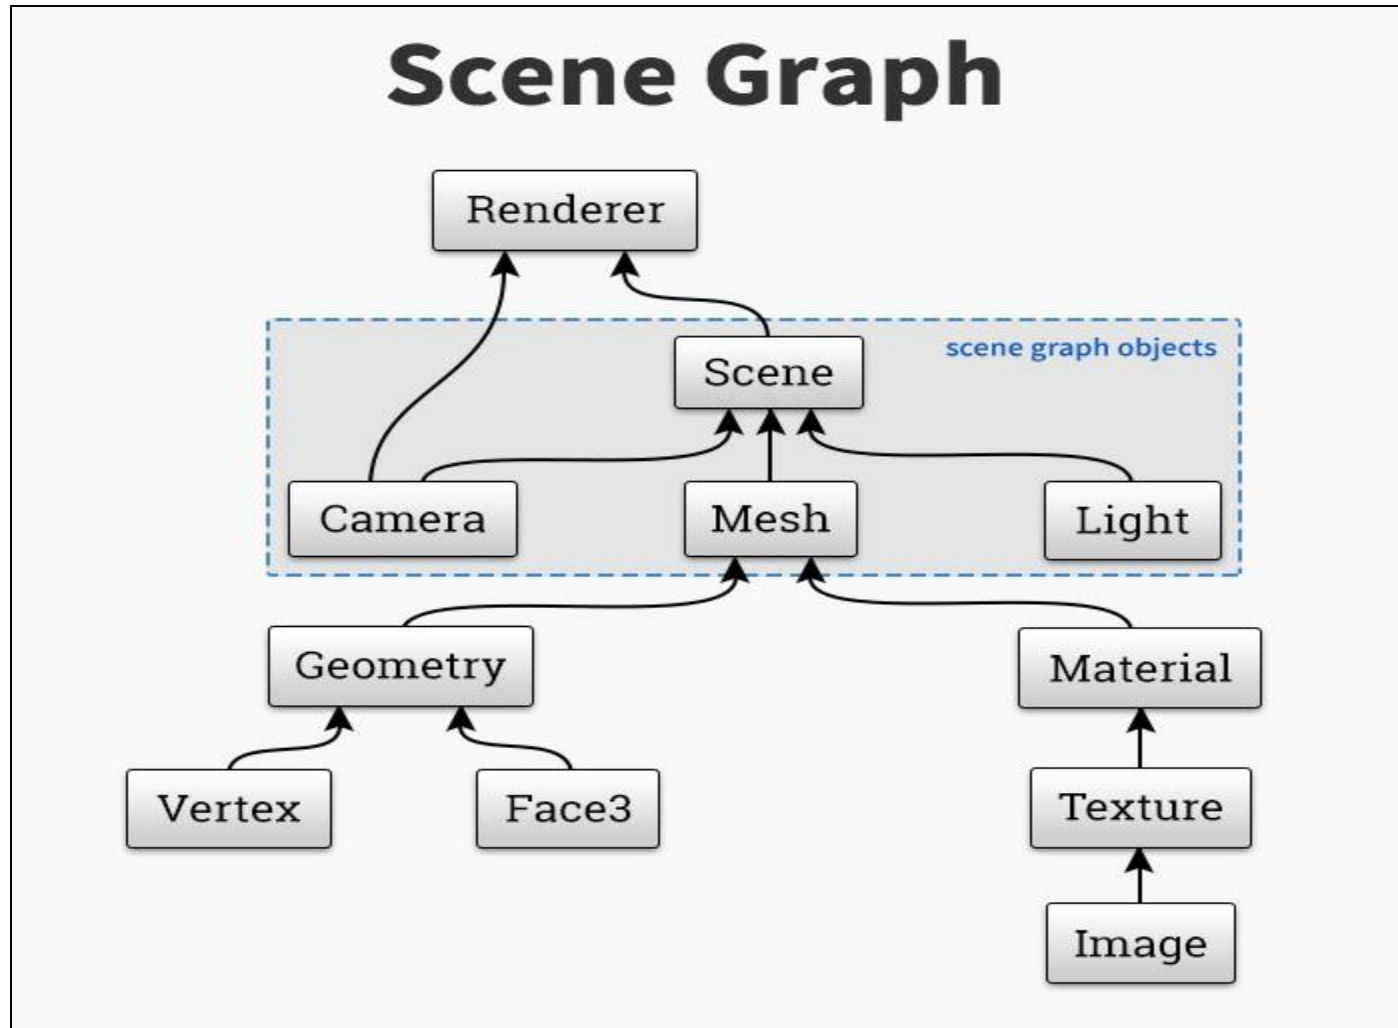 Scene Graph
Renderer
scene graph objects
Scene
Camera
Mesh
Light
Geometry
Material
Vertex
Face3
Texture
Image